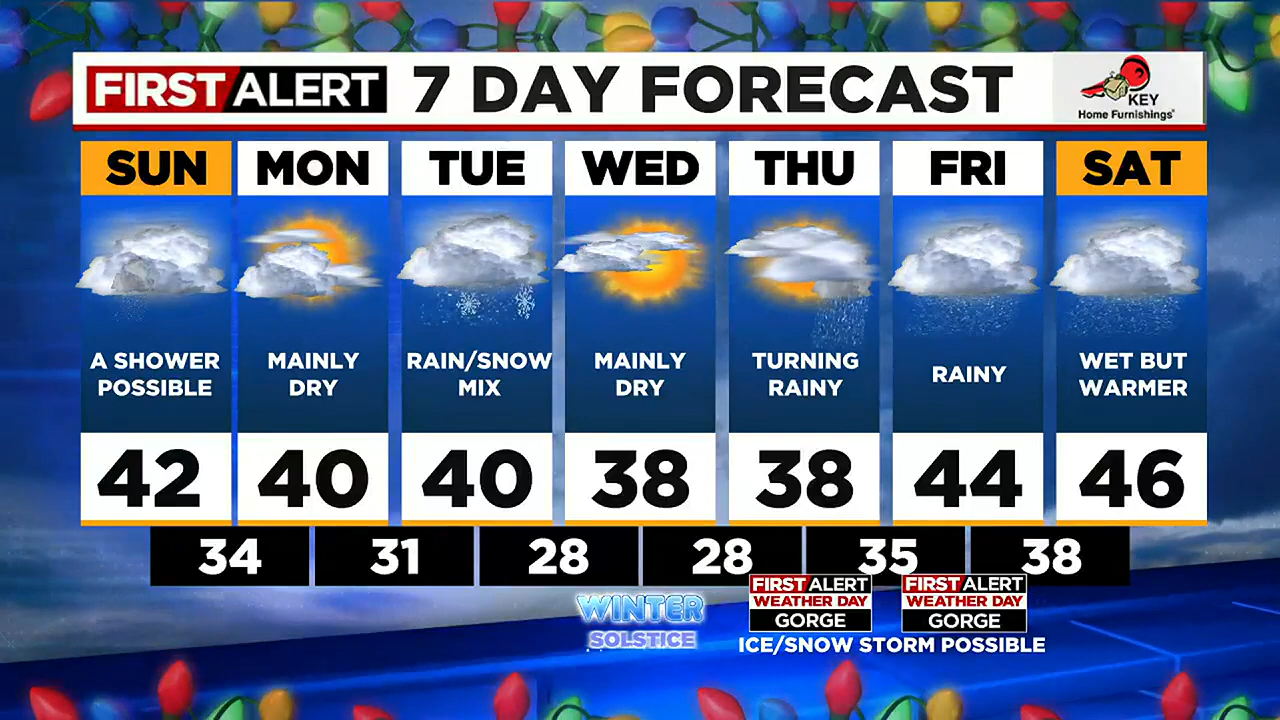 FIRST ALERT 7 DAY FORECAST
KEY
Home Furnishings
SUN MON TUE WED THU FRI SAT
A SHOWER POSSIBLE
MAINLY DRY
RAIN/SNOW MIX
MAINLY DRY
TURNING RAINY
RAINY
WET BUT WARMER
42 40 40 38 38 44 46
34 31 28 28 35 38
WINTER
SOLSTICE
FIRST ALERT
WEATHER DAY
GORGE
FIRST ALERT
WEATHER DAY
GORGE
ICE/SNOW STORM POSSIBLE